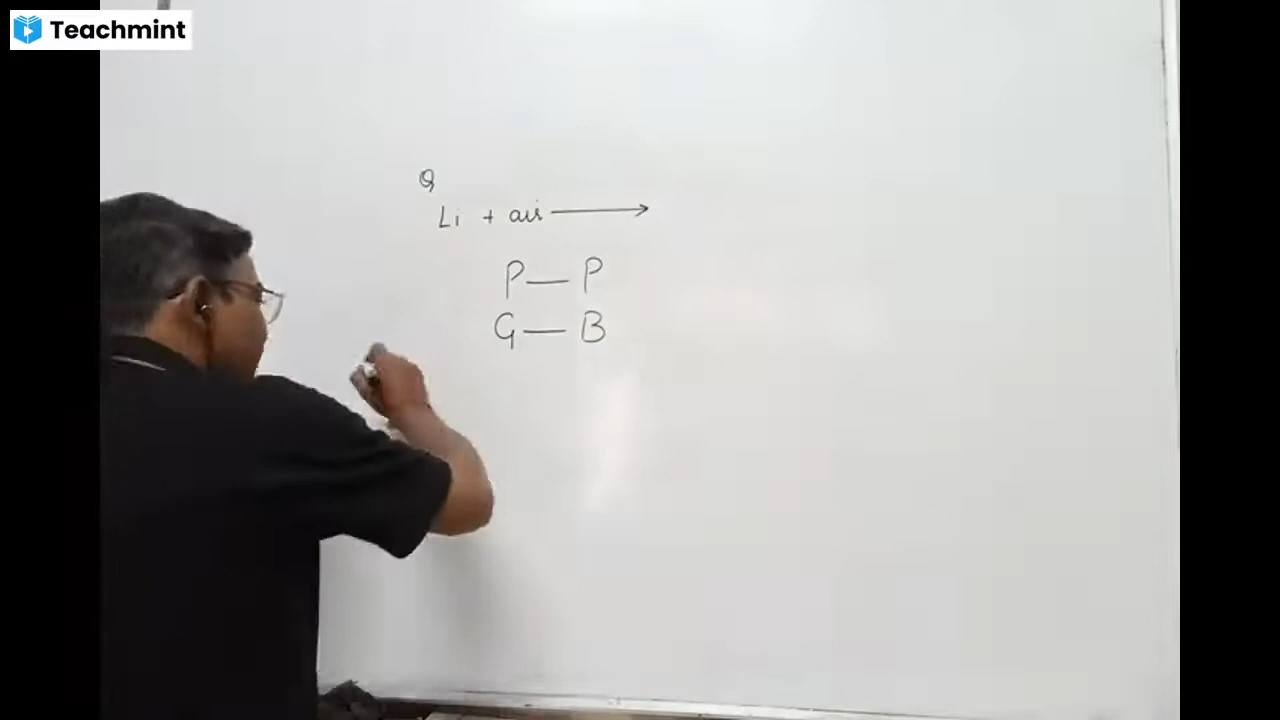 Teachmint
Q
Li + air ⟶
P — P
G — B